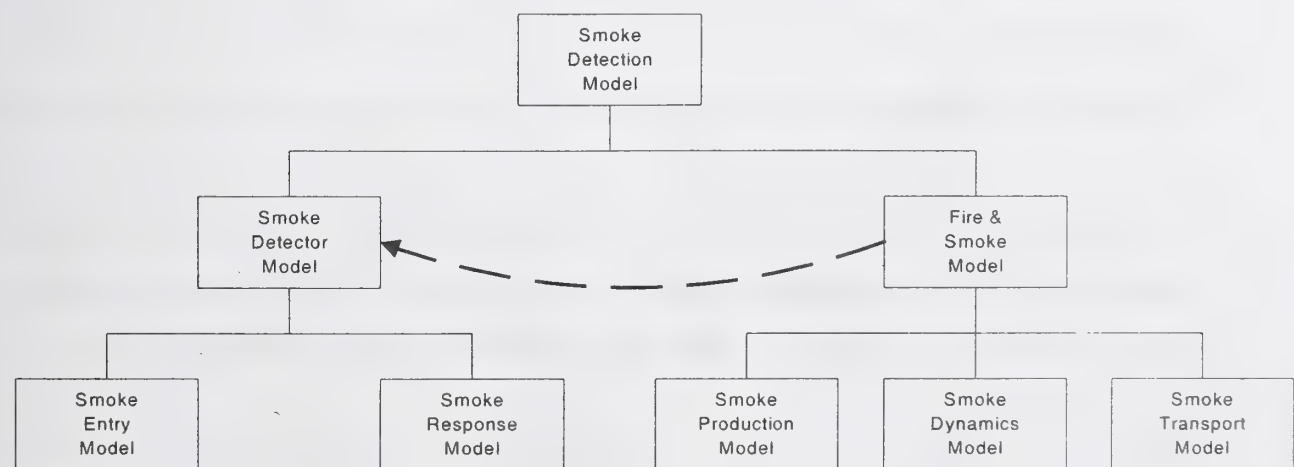 Smoke
Detection
Model
Smoke
Detector
Model
Fire &
Smoke
Model
Smoke
Entry
Model
Smoke
Response
Model
Smoke
Production
Model
Smoke
Dynamics
Model
Smoke
Transport
Model